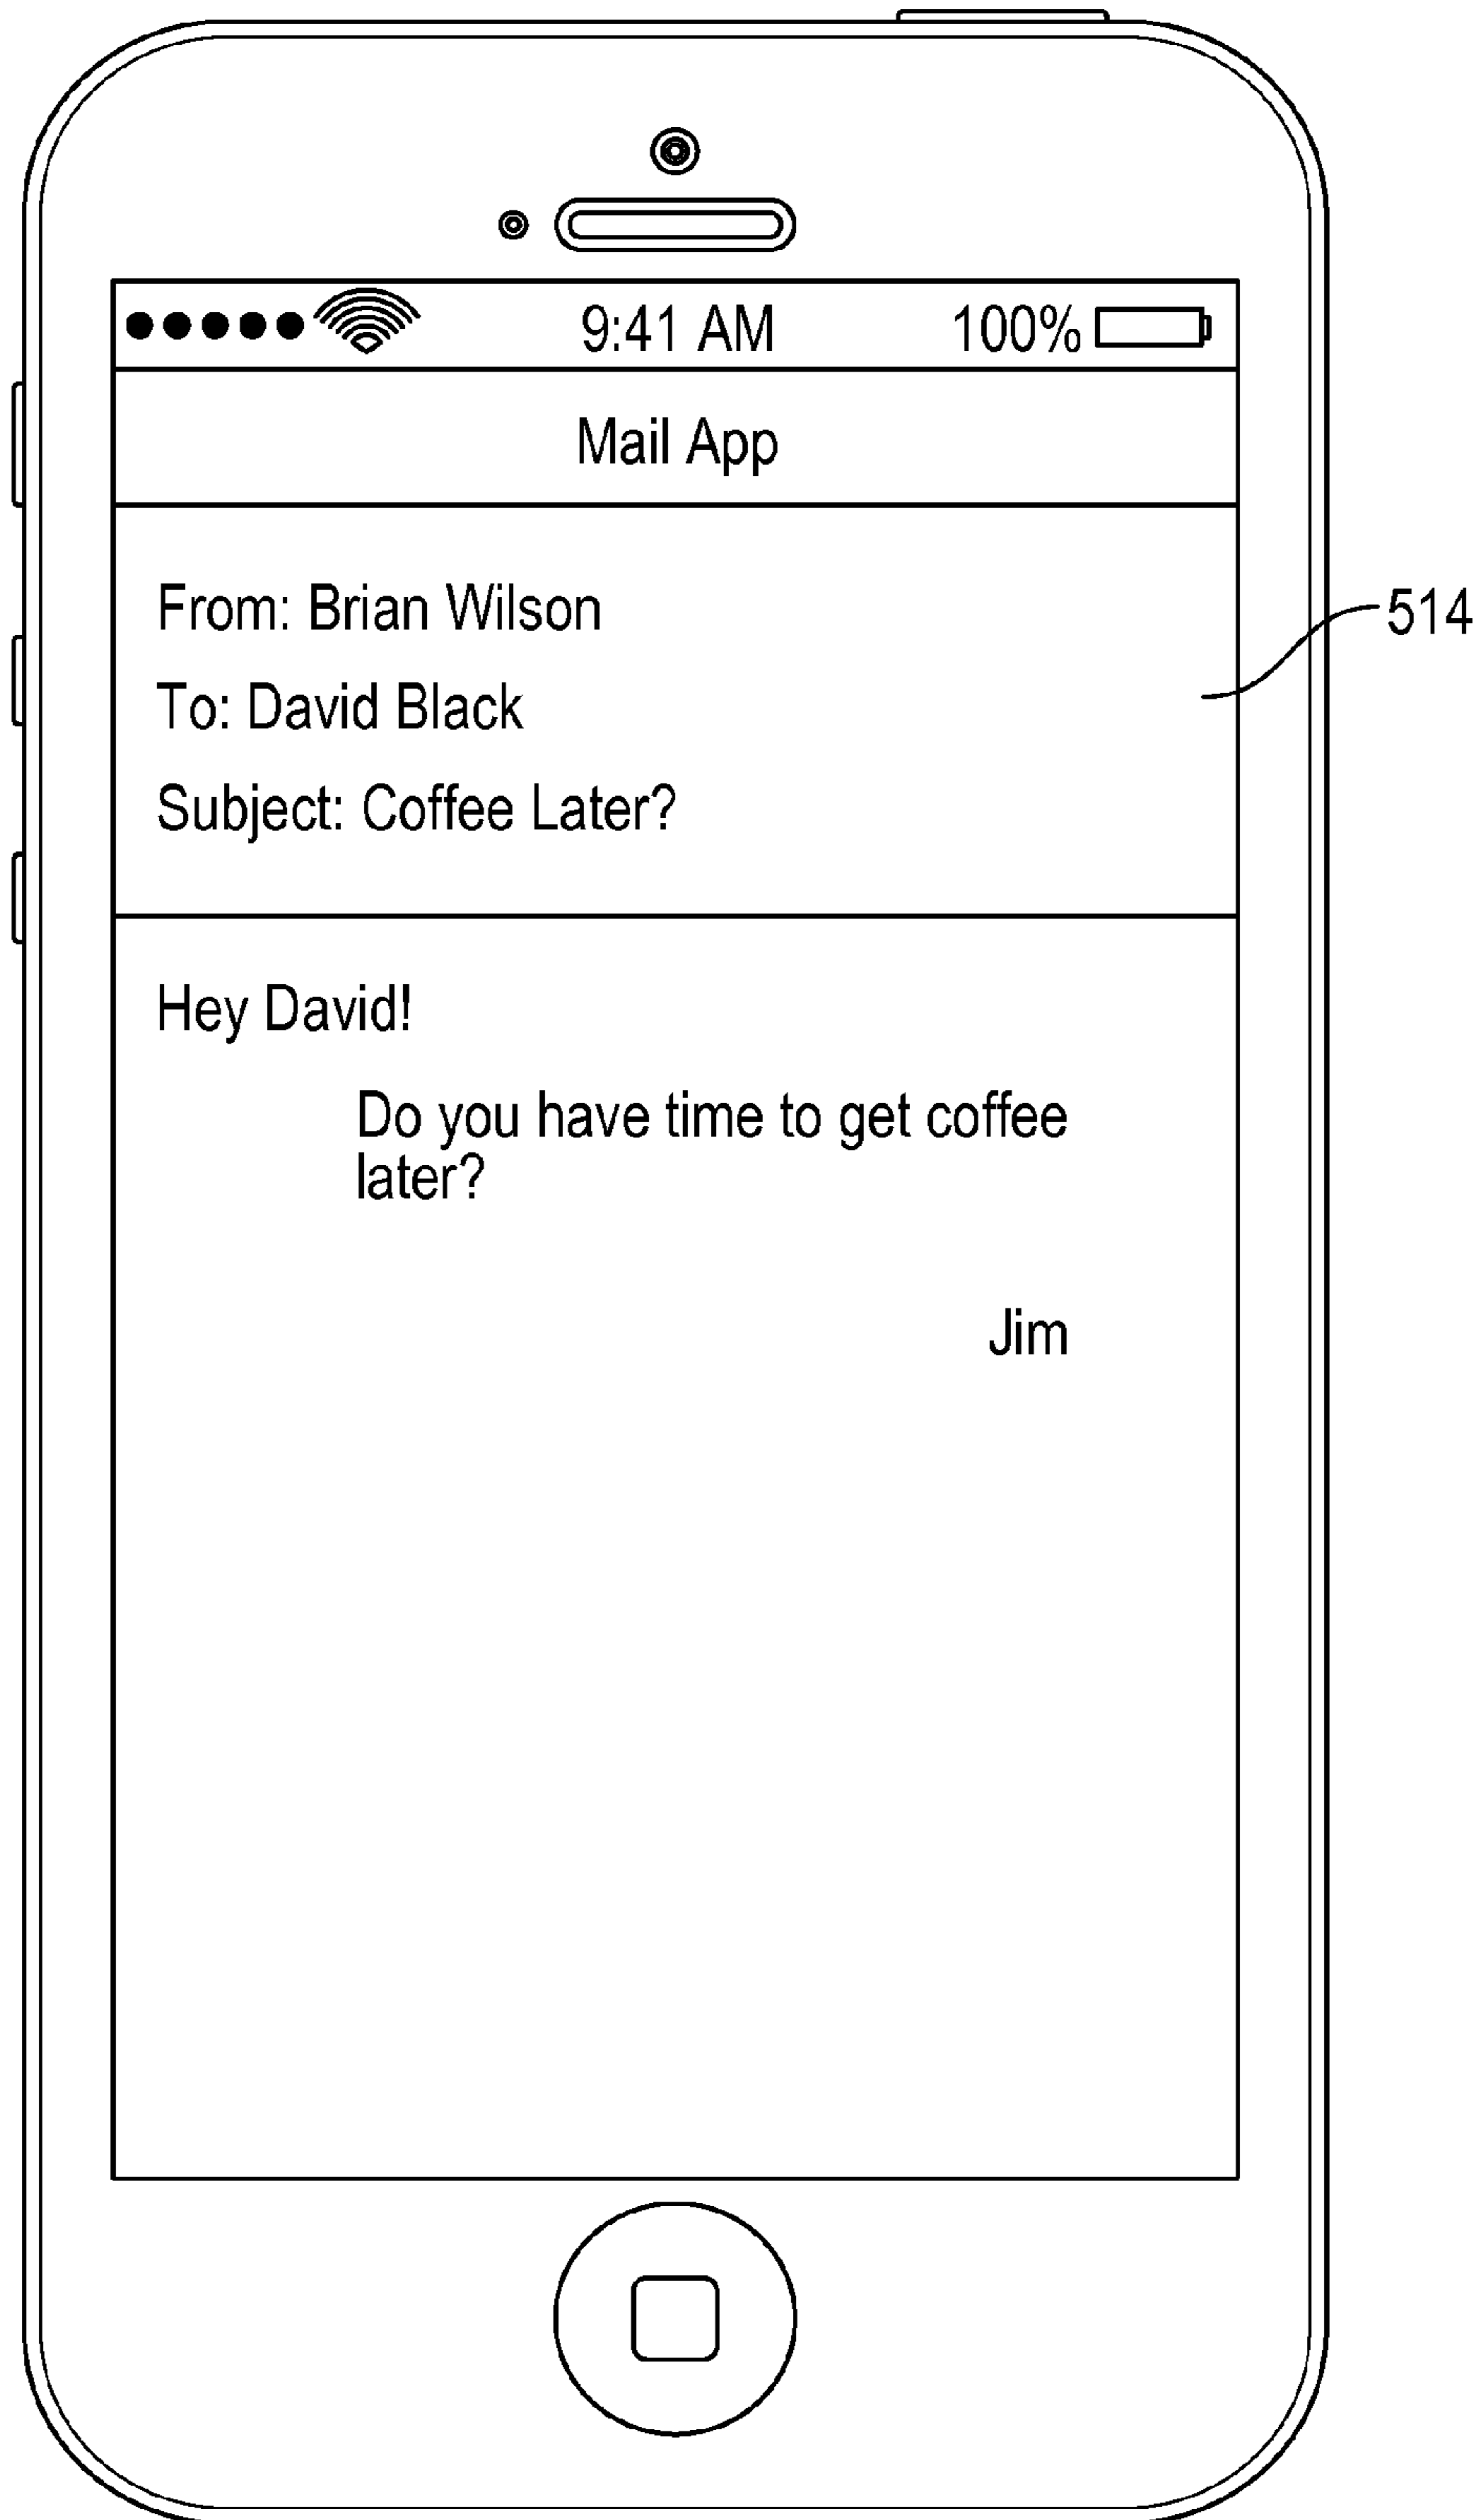 9:41 AM 100%
Mail App
From: Brian Wilson
514
To: David Black
Subject: Coffee Later?
Hey David!
Do you have time to get coffee
later?
Jim